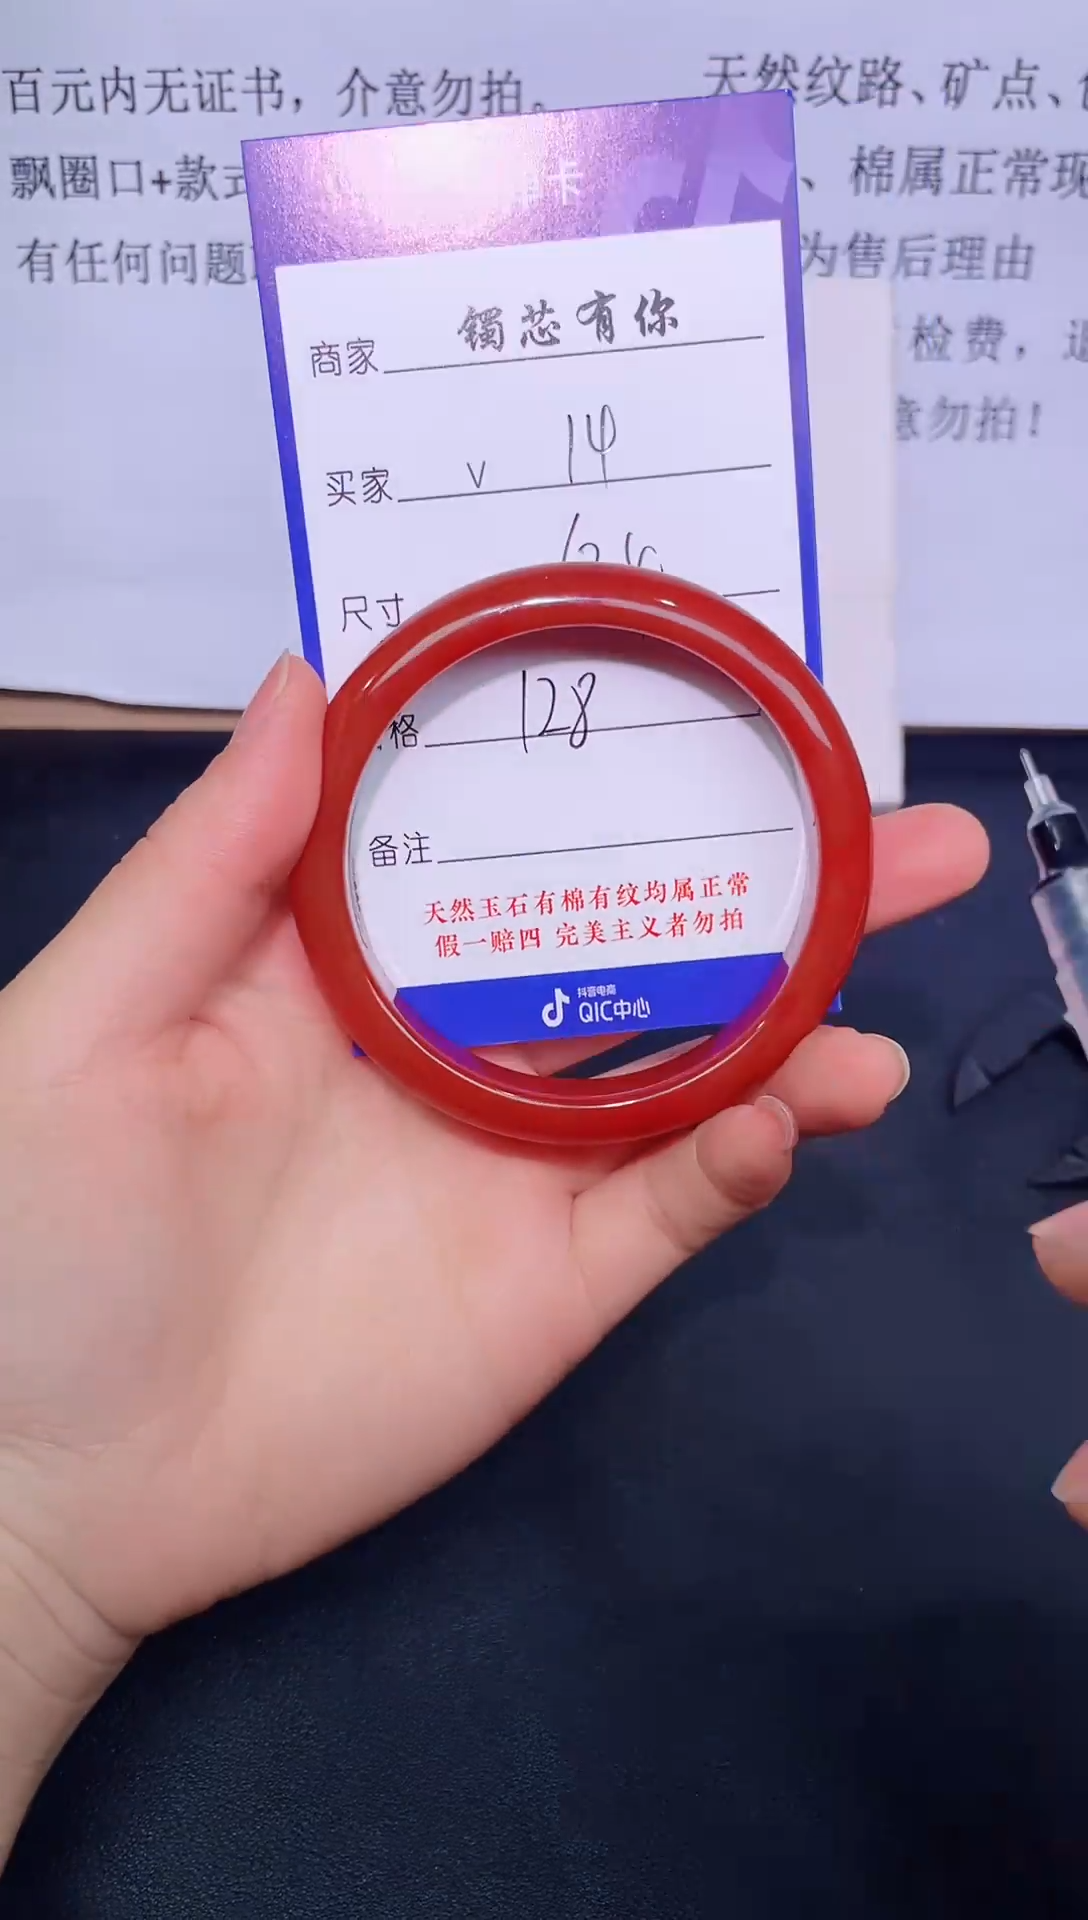 百元内无证书，介意勿拍。
飘圈口+款
有任何问题
天然纹路、矿点、
、棉属正常现
为售后理由
检费，
意勿拍！
卡
商家 镯芯有你
买家 V 14
尺寸
格 128
备注
天然玉石有棉有纹均属正常
假一赔四 完美主义者勿拍
抖音电商
QIC中心